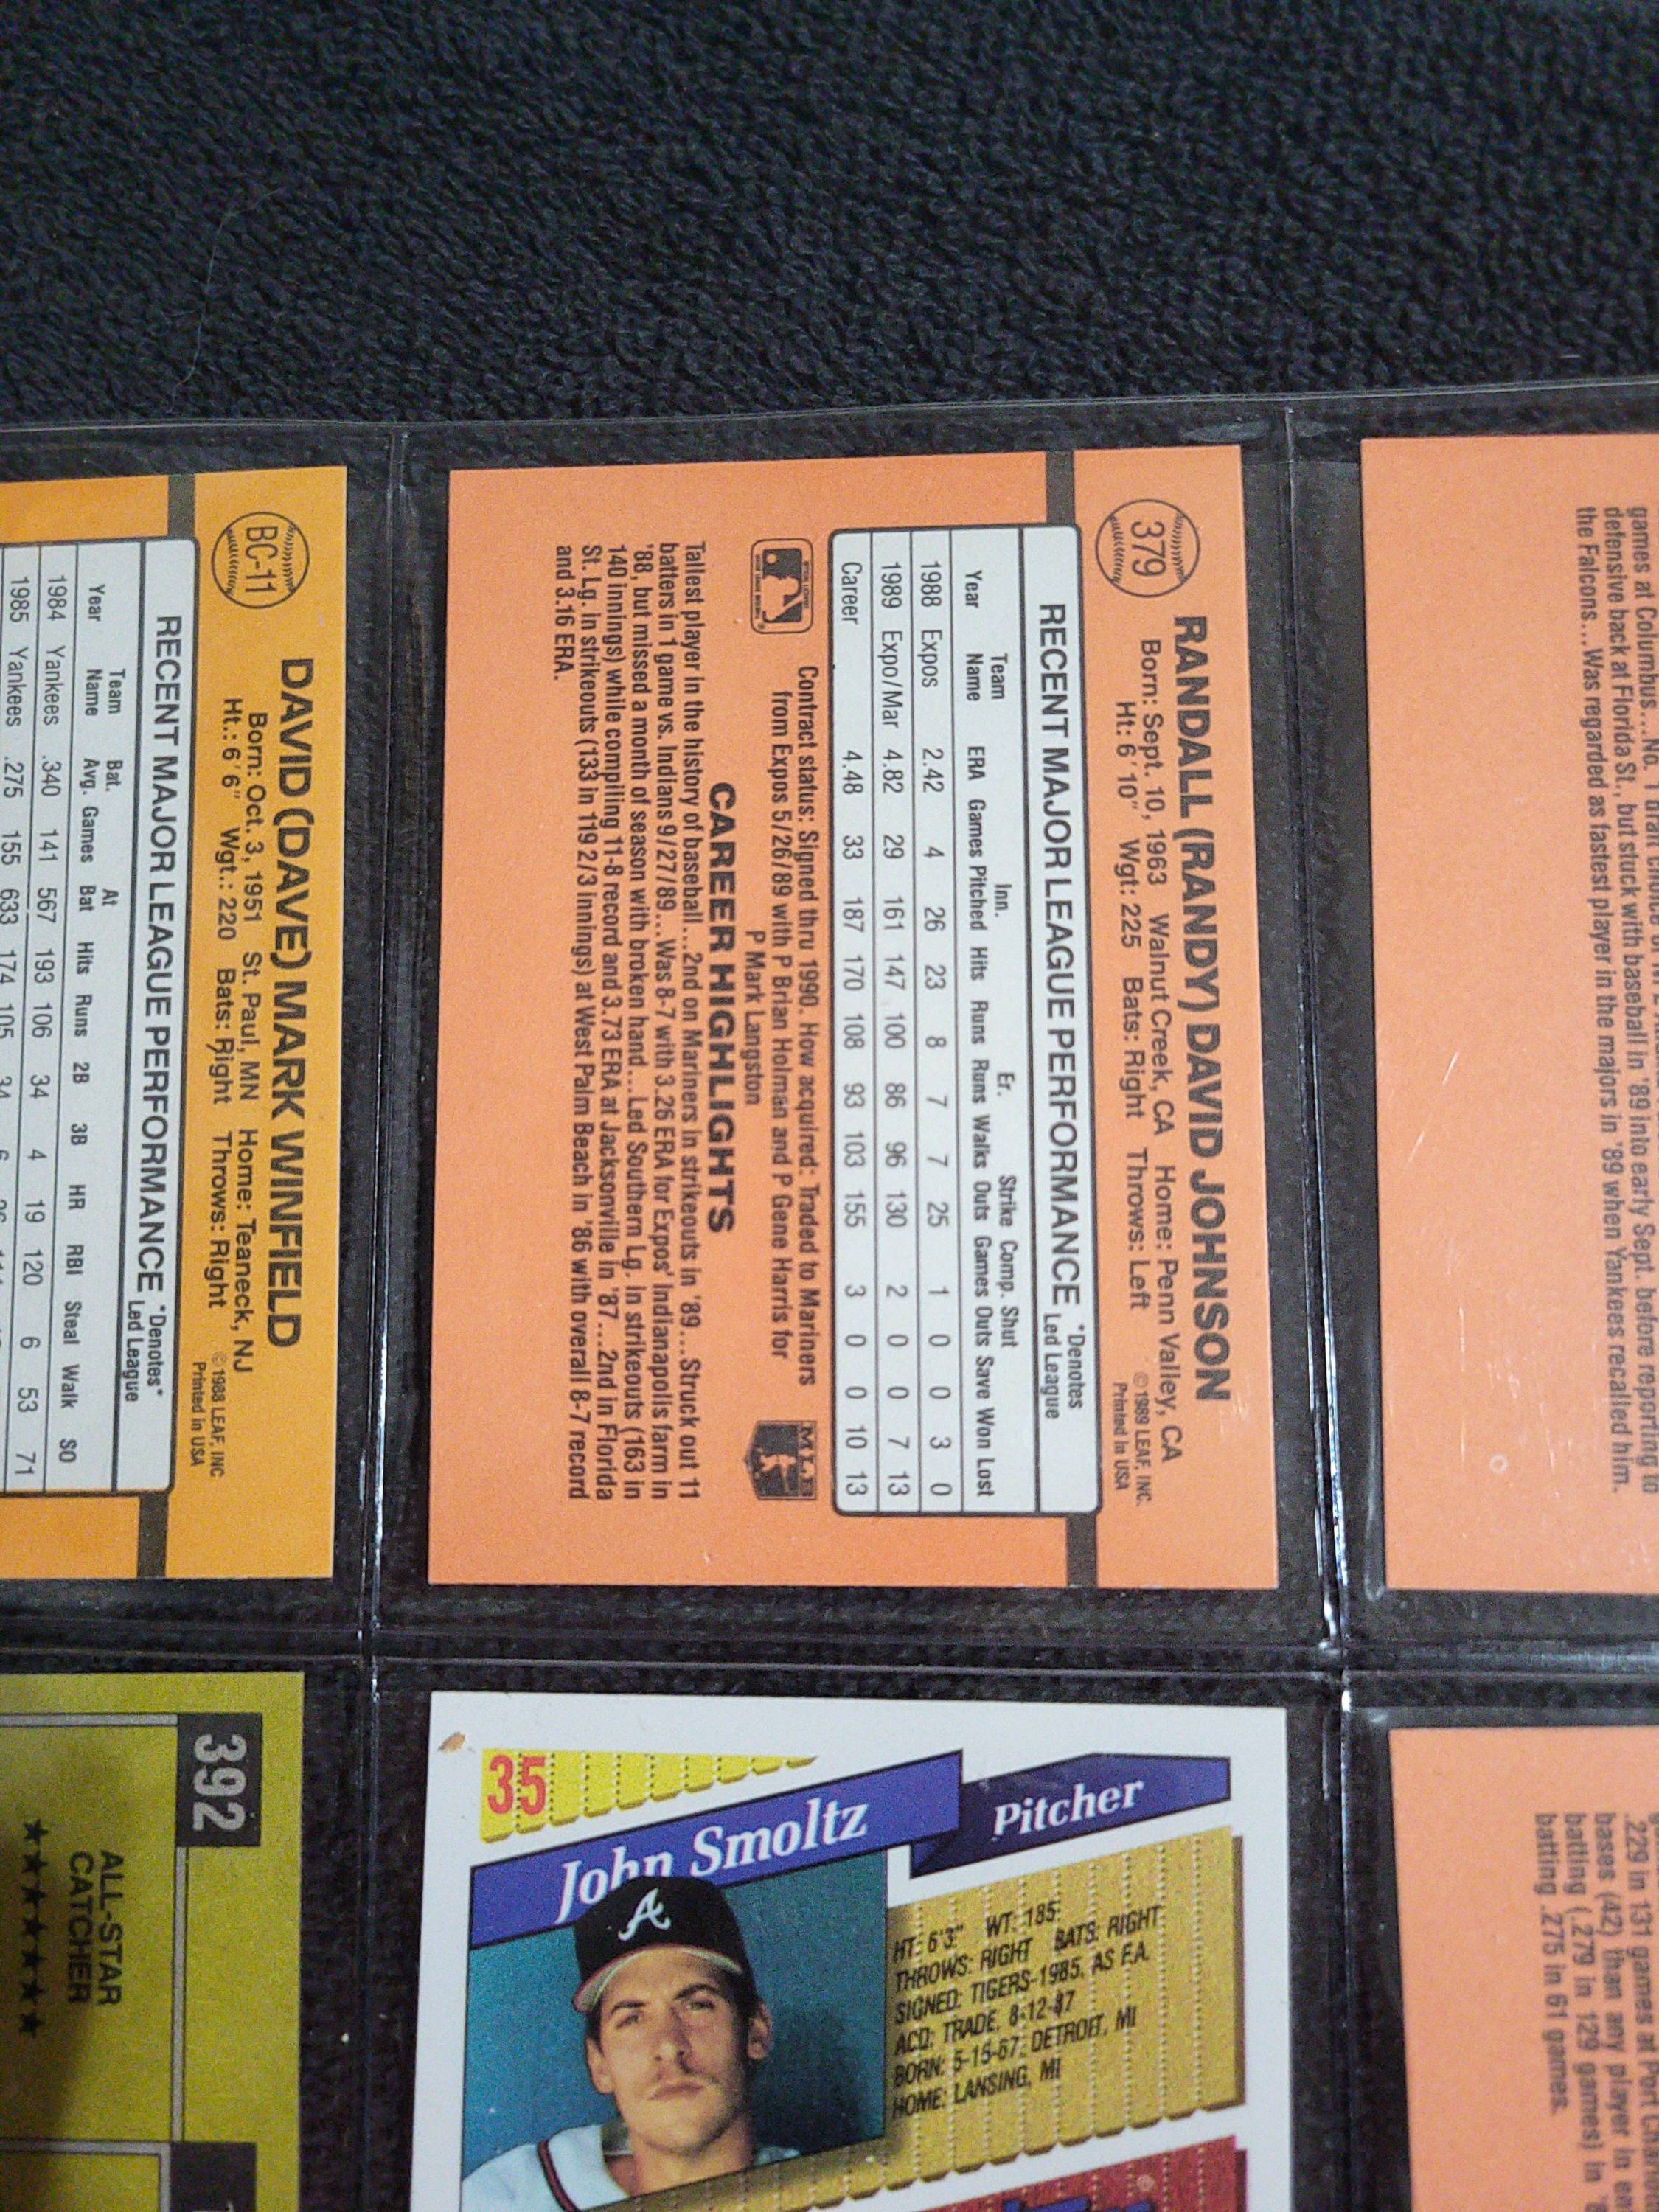 games at Columbus...No. 1
defensive back at Florida St., but stuck with baseball in '89 into early Sept. before reporting to
the Falcons...Was regarded as fastest player in the majors in '89 when Yankees recalled him.
379
RANDALL (RANDY) DAVID JOHNSON
Born: Sept. 10, 1963 Walnut Creek, CA Home: Penn Valley, CA
Ht: 6' 10" Wgt: 225 Bats: Right Throws: Left
©1989 LEAF, INC.
Printed in USA
RECENT MAJOR LEAGUE PERFORMANCE *Denotes Led League
Team Inn. Er. Strike Comp. Shut
Year Name ERA Games Pitched Hits Runs Runs Walks Outs Games Outs Save Won Lost
1988 Expos 2.42 4 26 23 8 7 7 25 1 0 0 3 0
1989 Expo/Mar 4.82 29 161 147 100 86 96 130 2 0 0 7 13
Career 4.48 33 187 170 108 93 103 155 3 0 0 10 13
Contract status: Signed thru 1990. How acquired: Traded to Mariners
from Expos 5/26/89 with P Brian Holman and P Gene Harris for
P Mark Langston
MLB
CAREER HIGHLIGHTS
Tallest player in the history of baseball...2nd on Mariners in strikeouts in '89...Struck out 11
batters in 1 game vs. Indians 9/27/89...Was 8-7 with 3.26 ERA for Expos' Indianapolis farm in
'88, but missed a month of season with broken hand...Led Southern Lg. in strikeouts (163 in
140 innings) while compiling 11-8 record and 3.73 ERA at Jacksonville in '87...2nd in Florida
St. Lg. in strikeouts (133 in 119 2/3 innings) at West Palm Beach in '86 with overall 8-7 record
and 3.16 ERA.
BC-11
DAVID (DAVE) MARK WINFIELD
Born: Oct. 3, 1951 St. Paul, MN Home: Teaneck, NJ
Ht.: 6' 6" Wgt.: 220 Bats: Right Throws: Right
©1988 LEAF, INC
Printed in USA
RECENT MAJOR LEAGUE PERFORMANCE *Denotes* Led League
Team Bat. At
Year Name Avg. Games Bat Hits Runs 2B 3B HR RBI Steal Walk SO
1984 Yankees .340 141 567 193 106 34 4 19 120 6 53 71
1985 Yankees .275 155 633 174 105 34 6
.229 in 131 games at Port
bases (42) than any player in
batting (.279 in 129 games) in
batting .275 in 61 games.
35
John Smoltz
Pitcher
A
HT: 6'3" WT: 185
THROWS: RIGHT BATS: RIGHT
SIGNED: TIGERS-1985, AS F.A.
ACQ: TRADE, 8-12-87
BORN: 5-15-67, DETROIT, MI
HOME: LANSING, MI
392
ALL-STAR
CATCHER